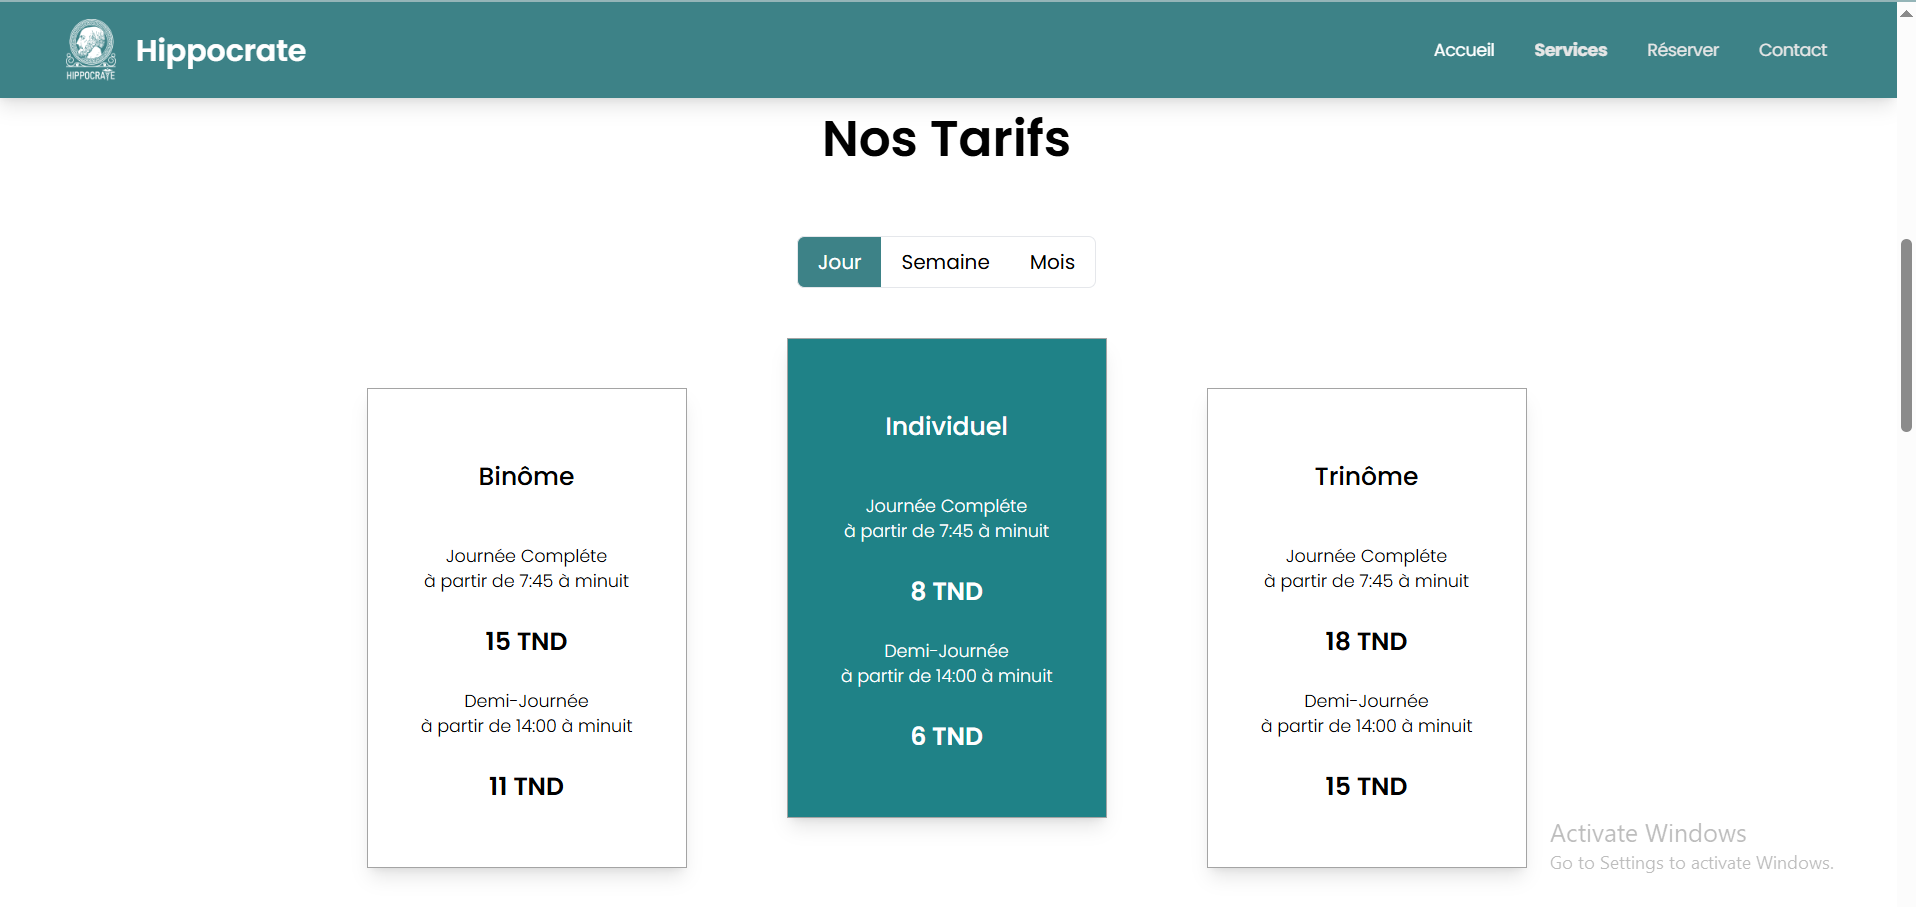 HIPPOCRATE
Hippocrate
Accueil
Services
Réserver
Contact
Nos Tarifs
Jour
Semaine
Mois
Binôme
Journée Compléte
à partir de 7:45 à minuit
15 TND
Demi-Journée
à partir de 14:00 à minuit
11 TND
Individuel
Journée Compléte
à partir de 7:45 à minuit
8 TND
Demi-Journée
à partir de 14:00 à minuit
6 TND
Trinôme
Journée Compléte
à partir de 7:45 à minuit
18 TND
Demi-Journée
à partir de 14:00 à minuit
15 TND
Activate Windows
Go to Settings to activate Windows.